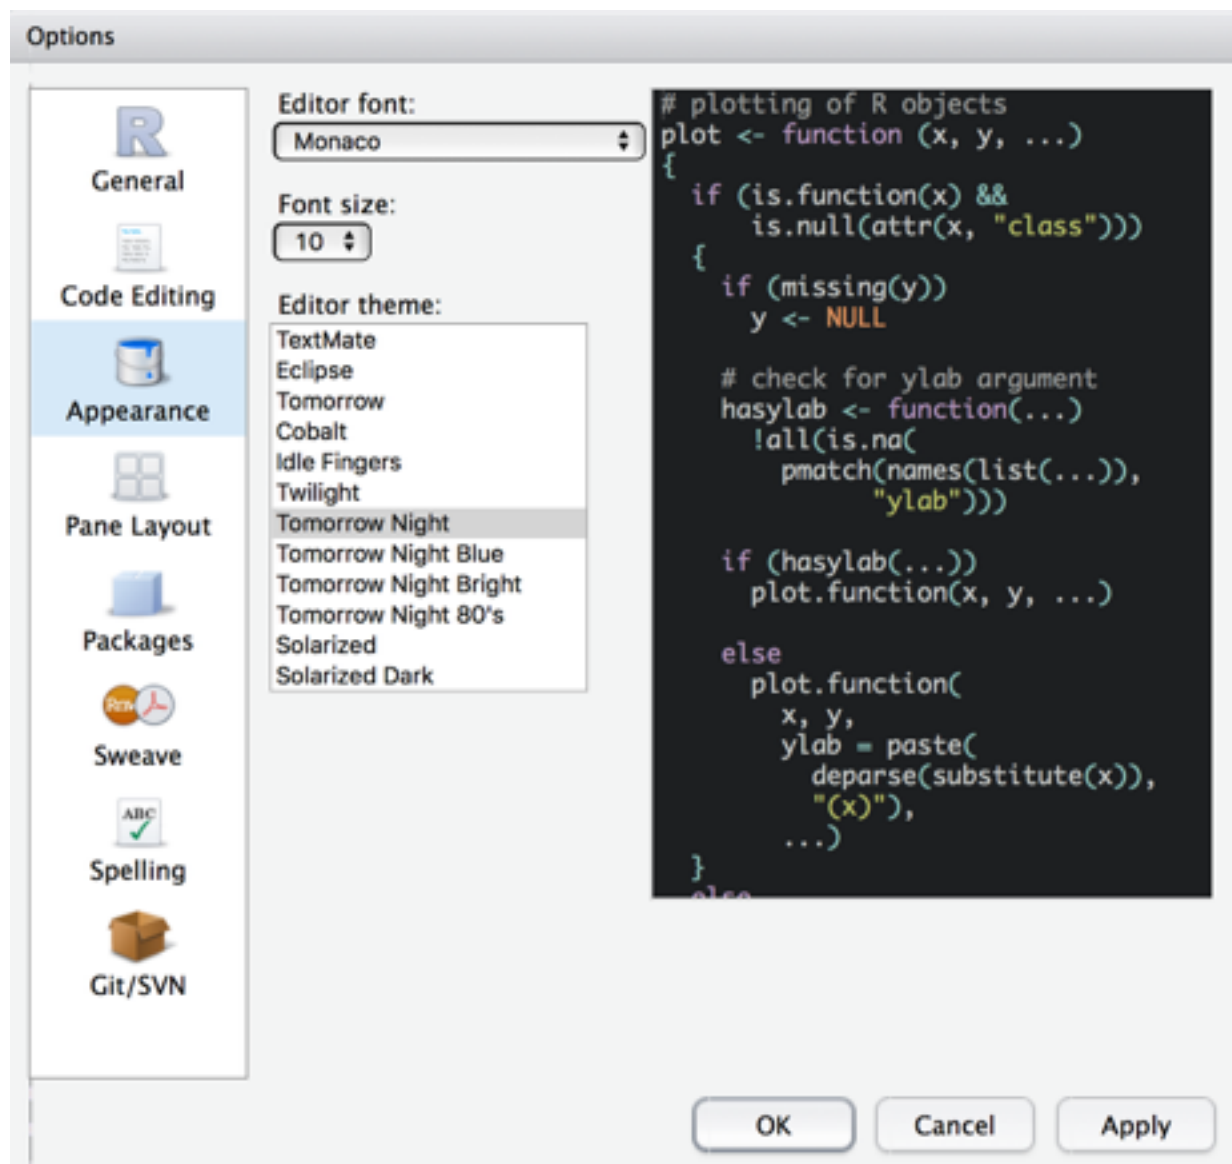 Options
General
Code Editing
Appearance
Pane Layout
Packages
Sweave
ABC
Spelling
Git/SVN
Editor font:
Monaco
Font size:
10
Editor theme:
TextMate
Eclipse
Tomorrow
Cobalt
Idle Fingers
Twilight
Tomorrow Night
Tomorrow Night Blue
Tomorrow Night Bright
Tomorrow Night 80's
Solarized
Solarized Dark
# plotting of R objects
plot <- function (x, y, ...)
{
  if (is.function(x) &&
      is.null(attr(x, "class")))
  {
    if (missing(y))
      y <- NULL

    # check for ylab argument
    hasylab <- function(...)
      !all(is.na(
        pmatch(names(list(...)),
              "ylab")))

    if (hasylab(...))
      plot.function(x, y, ...)

    else
      plot.function(
        x, y,
        ylab = paste(
          deparse(substitute(x)),
          "(x)"),
        ...)
  }
  else
OK
Cancel
Apply